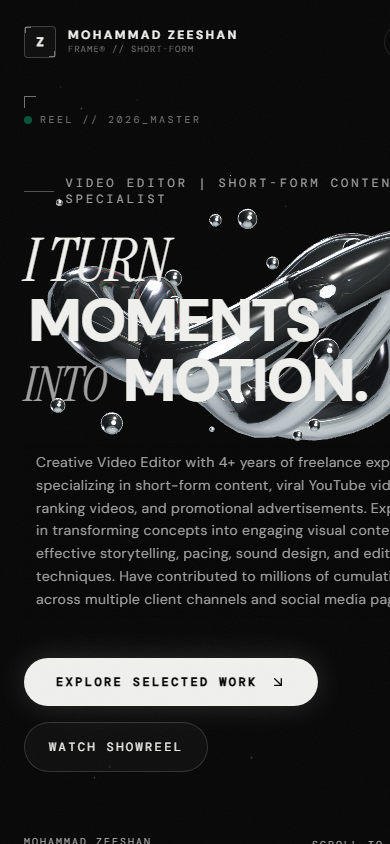 Z
MOHAMMAD ZEESHAN
FRAME® // SHORT-FORM
REEL // 2026_MASTER
VIDEO EDITOR | SHORT-FORM CONTEN
SPECIALIST
I TURN
MOMENTS
INTO MOTION.
Creative Video Editor with 4+ years of freelance exp
specializing in short-form content, viral YouTube vid
ranking videos, and promotional advertisements. Exp
in transforming concepts into engaging visual conte
effective storytelling, pacing, sound design, and edit
techniques. Have contributed to millions of cumulati
across multiple client channels and social media pag
EXPLORE SELECTED WORK
WATCH SHOWREEL
MOHAMMAD ZEESHAN
SCROLL TO